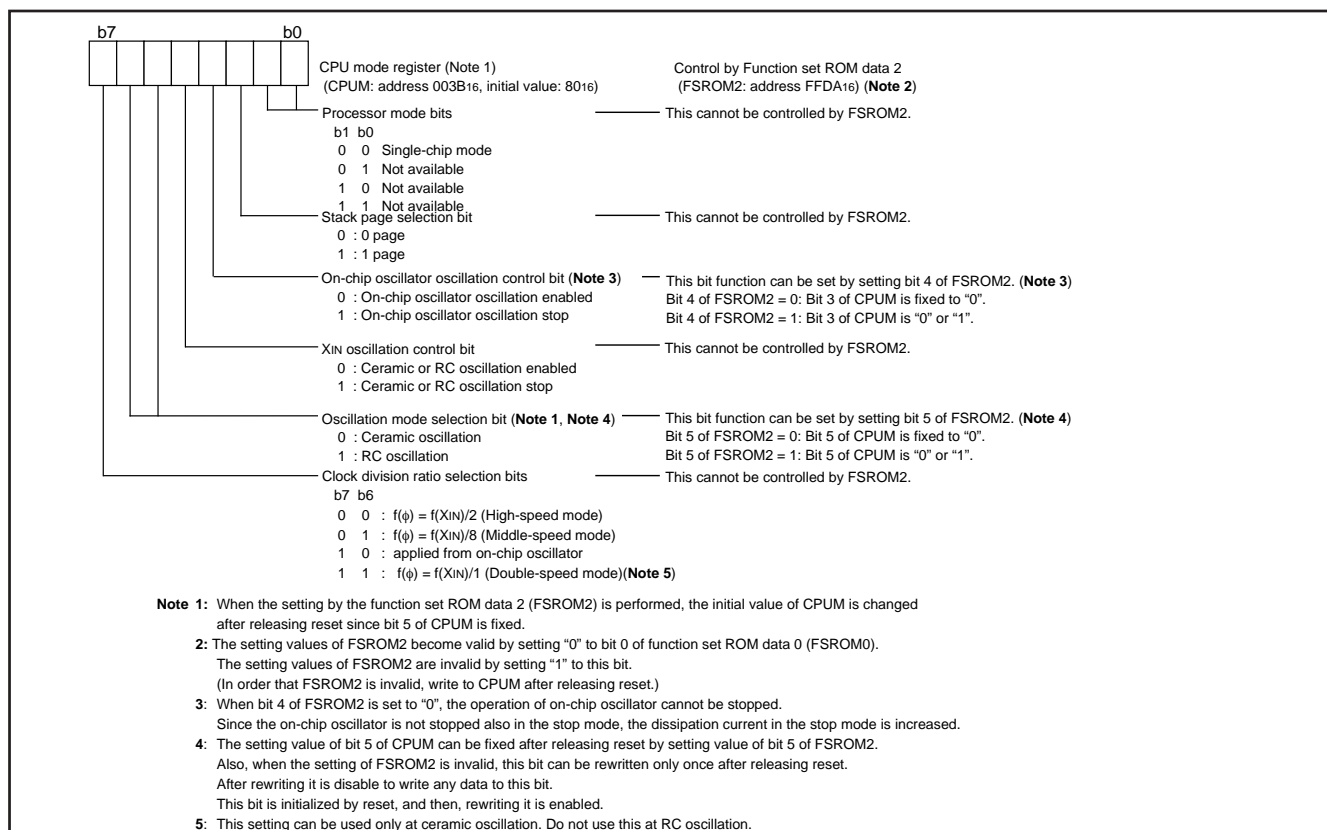 b7 b0
CPU mode register (Note 1) Control by Function set ROM data 2
(CPUM: address 003B16, initial value: 8016) (FSROM2: address FFDA16) (Note 2)
Processor mode bits This cannot be controlled by FSROM2.
b1 b0
0 0 Single-chip mode
0 1 Not available
1 0 Not available
1 1 Not available
Stack page selection bit This cannot be controlled by FSROM2.
0 : 0 page
1 : 1 page
On-chip oscillator oscillation control bit (Note 3) This bit function can be set by setting bit 4 of FSROM2. (Note 3)
0 : On-chip oscillator oscillation enabled Bit 4 of FSROM2 = 0: Bit 3 of CPUM is fixed to “0”.
1 : On-chip oscillator oscillation stop Bit 4 of FSROM2 = 1: Bit 3 of CPUM is “0” or “1”.
XIN oscillation control bit This cannot be controlled by FSROM2.
0 : Ceramic or RC oscillation enabled
1 : Ceramic or RC oscillation stop
Oscillation mode selection bit (Note 1, Note 4) This bit function can be set by setting bit 5 of FSROM2. (Note 4)
0 : Ceramic oscillation Bit 5 of FSROM2 = 0: Bit 5 of CPUM is fixed to “0”.
1 : RC oscillation Bit 5 of FSROM2 = 1: Bit 5 of CPUM is “0” or “1”.
Clock division ratio selection bits This cannot be controlled by FSROM2.
b7 b6
0 0 : f(φ) = f(XIN)/2 (High-speed mode)
0 1 : f(φ) = f(XIN)/8 (Middle-speed mode)
1 0 : applied from on-chip oscillator
1 1 : f(φ) = f(XIN)/1 (Double-speed mode)(Note 5)
Note 1: When the setting by the function set ROM data 2 (FSROM2) is performed, the initial value of CPUM is changed
after releasing reset since bit 5 of CPUM is fixed.
2: The setting values of FSROM2 become valid by setting “0” to bit 0 of function set ROM data 0 (FSROM0).
The setting values of FSROM2 are invalid by setting “1” to this bit.
(In order that FSROM2 is invalid, write to CPUM after releasing reset.)
3: When bit 4 of FSROM2 is set to “0”, the operation of on-chip oscillator cannot be stopped.
Since the on-chip oscillator is not stopped also in the stop mode, the dissipation current in the stop mode is increased.
4: The setting value of bit 5 of CPUM can be fixed after releasing reset by setting value of bit 5 of FSROM2.
Also, when the setting of FSROM2 is invalid, this bit can be rewritten only once after releasing reset.
After rewriting it is disable to write any data to this bit.
This bit is initialized by reset, and then, rewriting it is enabled.
5: This setting can be used only at ceramic oscillation. Do not use this at RC oscillation.